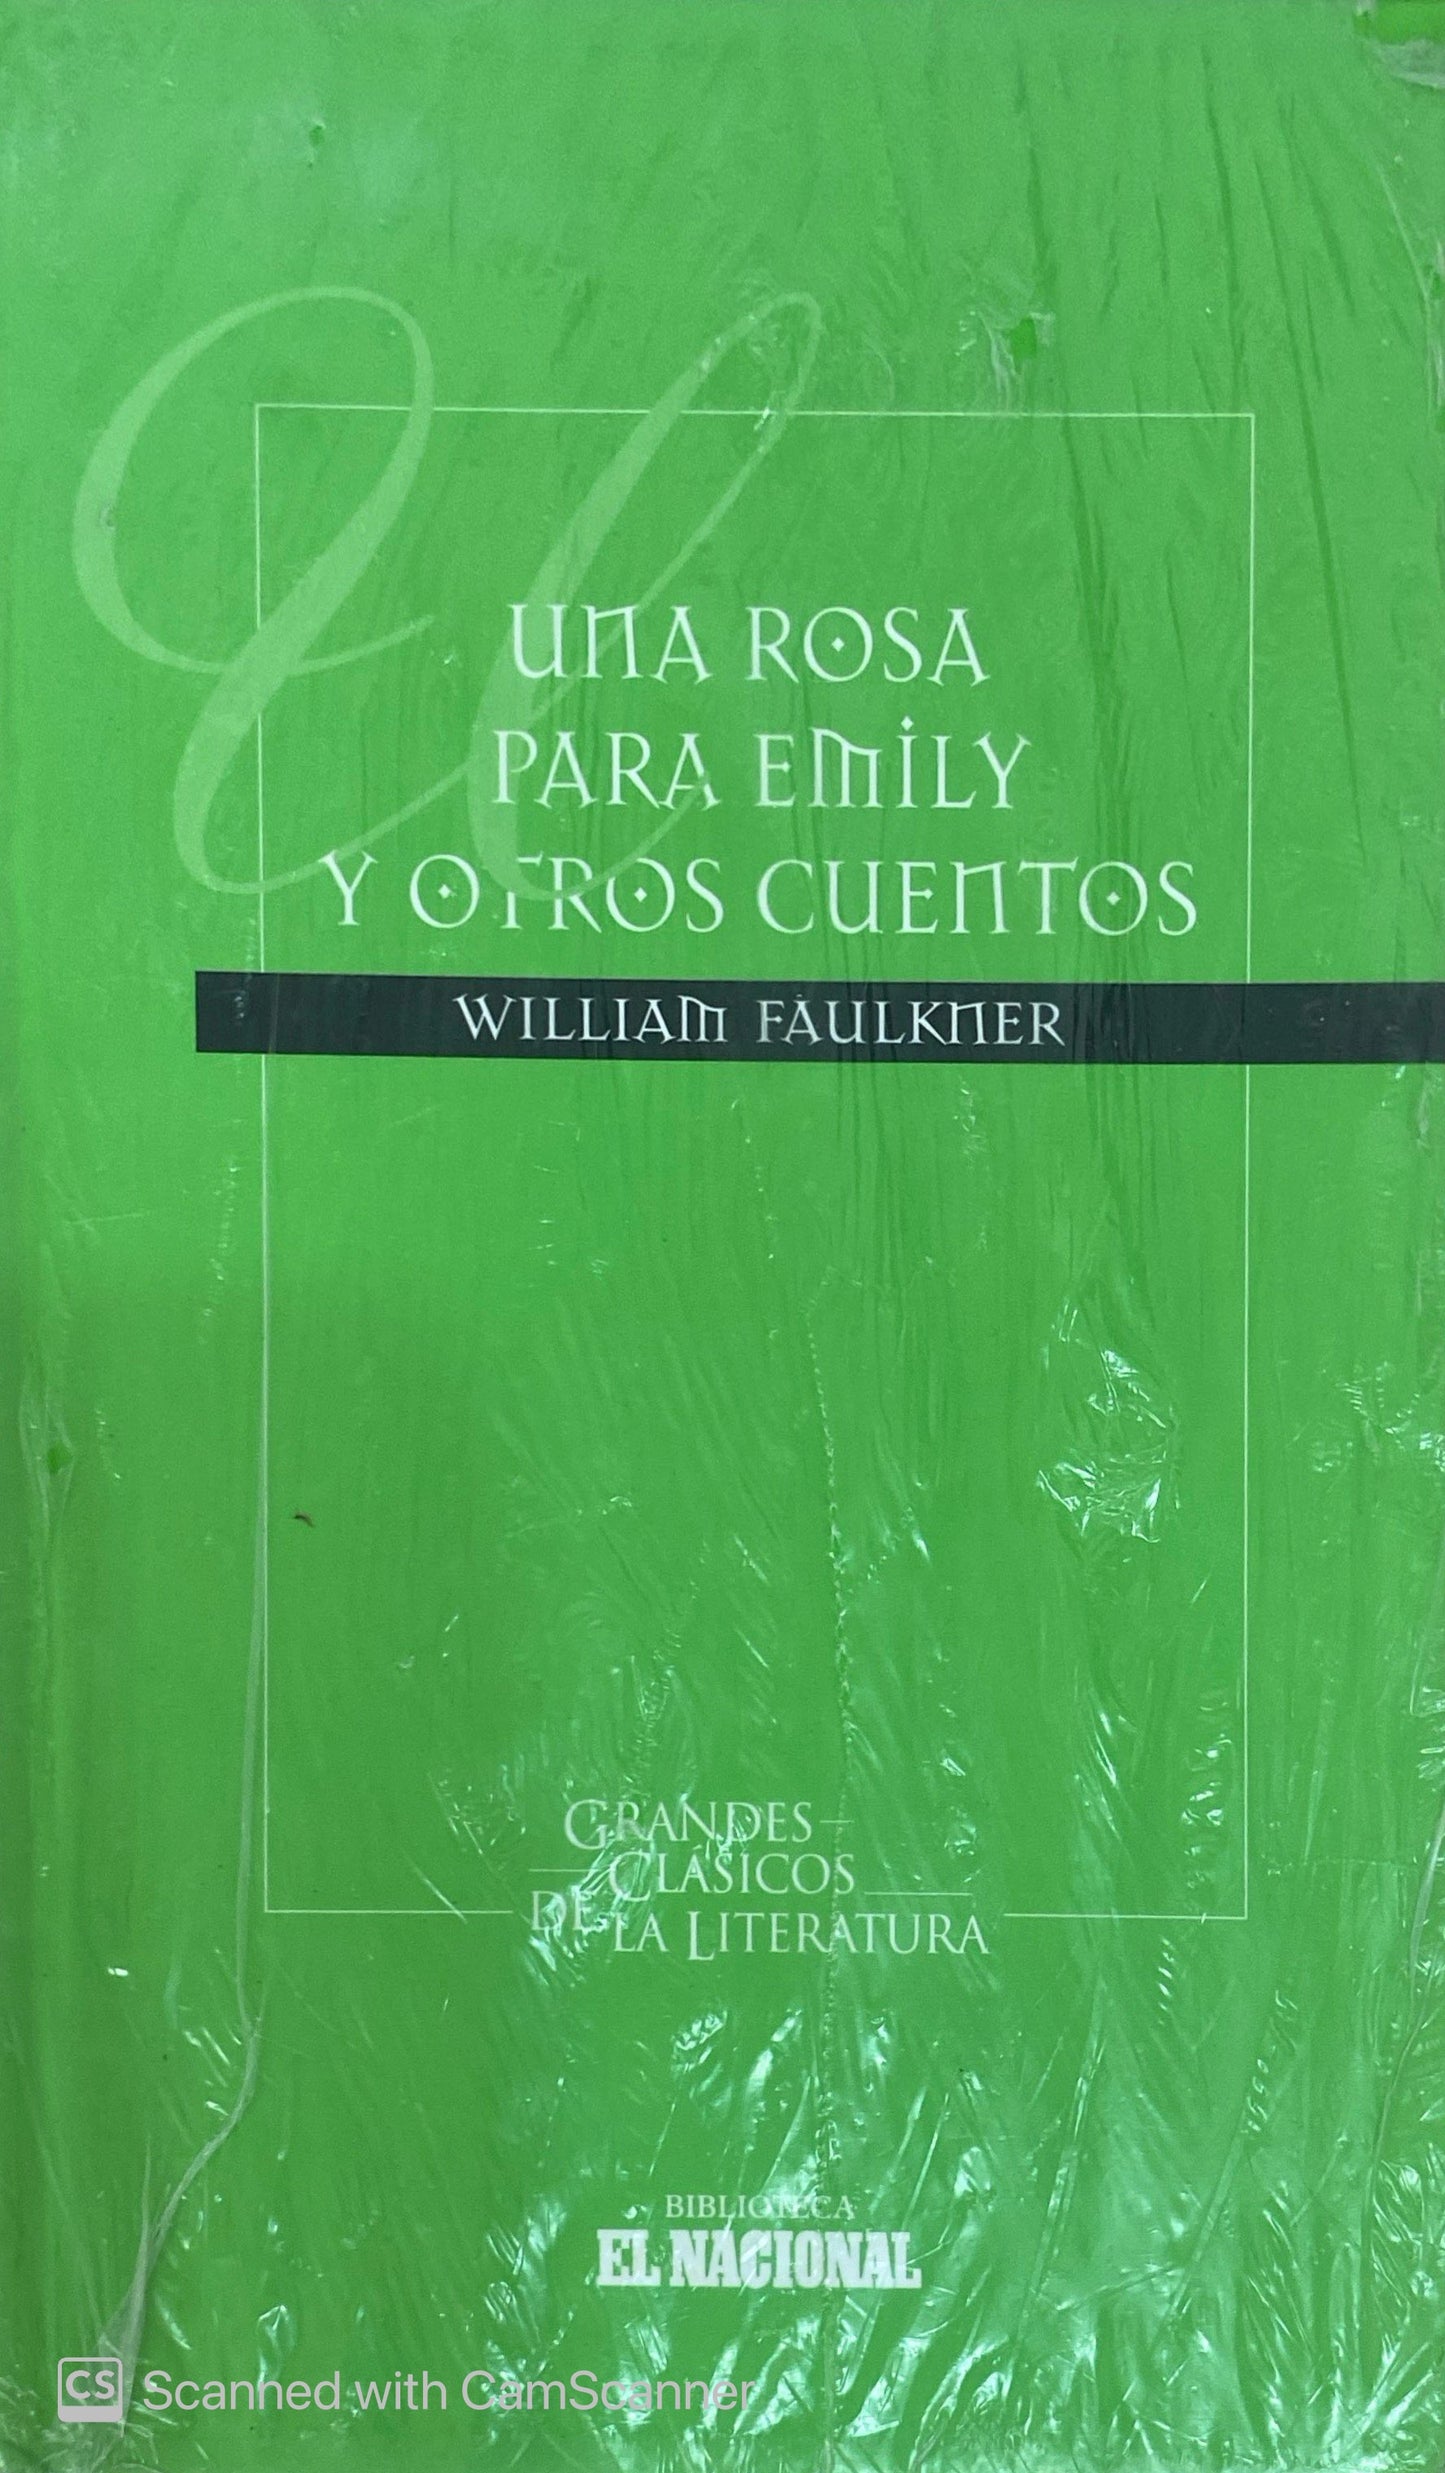 UNA ROSA
PARA EMILY
Y OTROS CUENTOS
WILLIAM FAULKNER
GRANDES
CLÁSICOS
DE LA LITERATURA
BIBLIOTECA
EL NACIONAL
CS Scanned with CamScanner